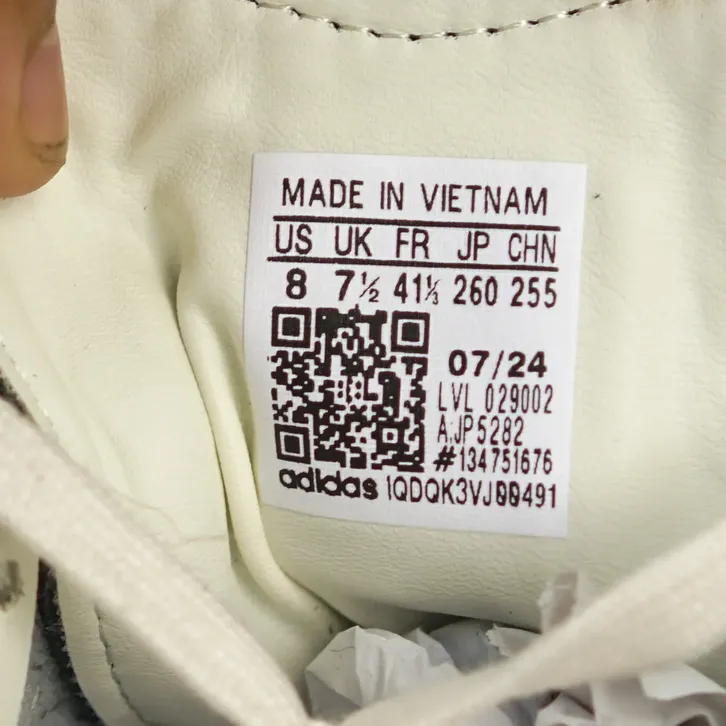 MADE IN VIETNAM
US UK FR JP CHN
8 7½ 41⅓ 260 255
07/24
LVL 029002
A:JP5282
#134751676
adidas 1QDQK3VJ00491